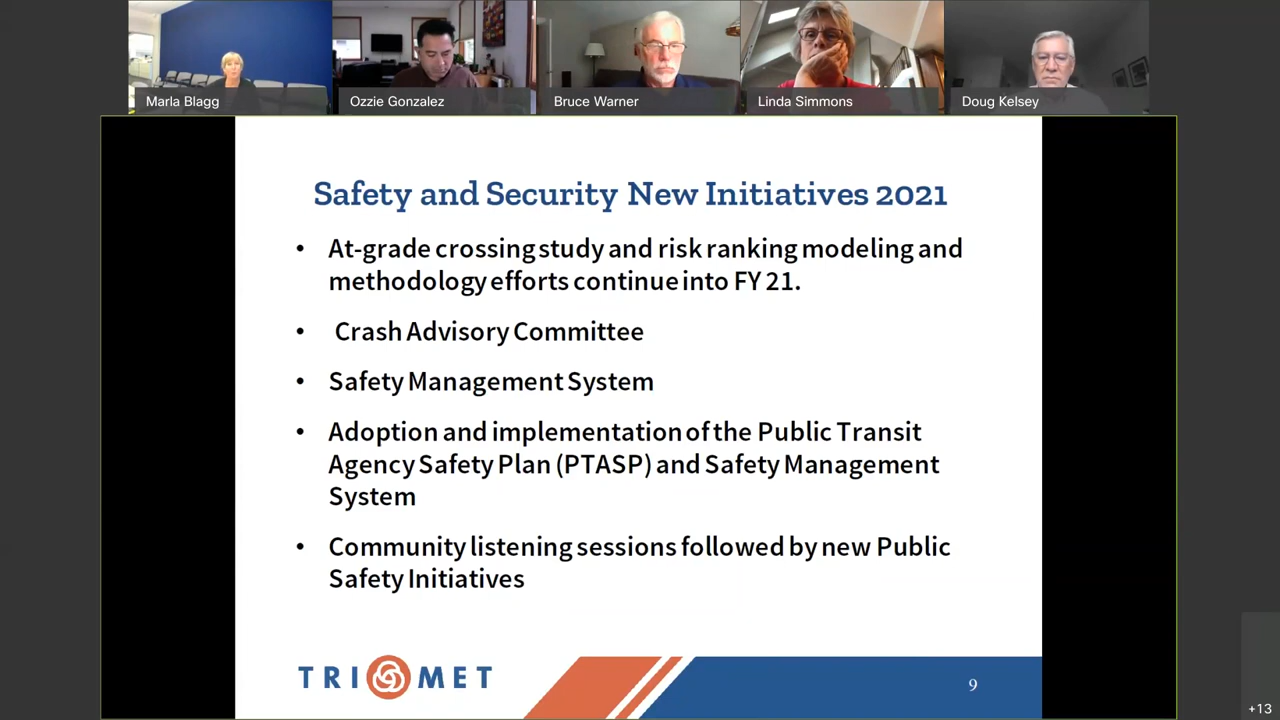 Marla Blagg
Ozzie Gonzalez
Bruce Warner
Linda Simmons
Doug Kelsey
Safety and Security New Initiatives 2021
• At-grade crossing study and risk ranking modeling and
methodology efforts continue into FY 21.
• Crash Advisory Committee
• Safety Management System
• Adoption and implementation of the Public Transit
Agency Safety Plan (PTASP) and Safety Management
System
• Community listening sessions followed by new Public
Safety Initiatives
TRI MET
9
+13